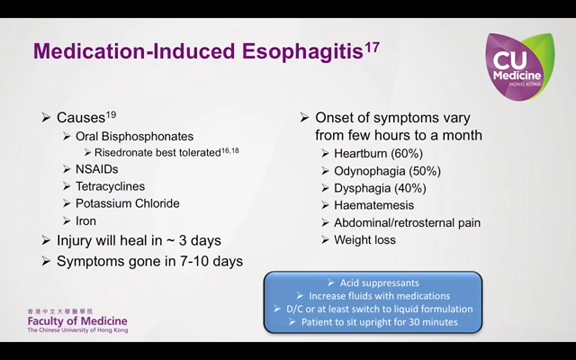 Medication-Induced Esophagitis17
CU
Medicine
HONG KONG
➢ Causes19
➢ Oral Bisphosphonates
➢ Risedronate best tolerated16,18
➢ NSAIDs
➢ Tetracyclines
➢ Potassium Chloride
➢ Iron
➢ Injury will heal in ~ 3 days
➢ Symptoms gone in 7-10 days
➢ Onset of symptoms vary
from few hours to a month
➢ Heartburn (60%)
➢ Odynophagia (50%)
➢ Dysphagia (40%)
➢ Haematemesis
➢ Abdominal/retrosternal pain
➢ Weight loss
➢ Acid suppressants
➢ Increase fluids with medications
➢ D/C or at least switch to liquid formulation
➢ Patient to sit upright for 30 minutes
香港中文大學醫學院
Faculty of Medicine
The Chinese University of Hong Kong